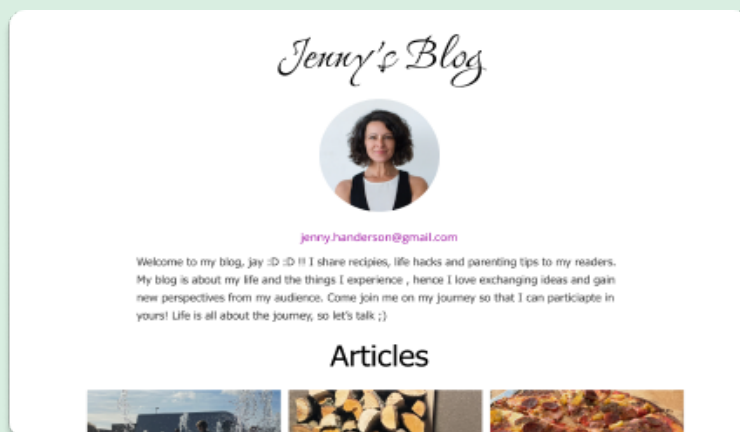 Jenny's Blog
jenny.handerson@gmail.com
Welcome to my blog, jay :D :D !! I share recipies, life hacks and parenting tips to my readers.
My blog is about my life and the things I experience , hence I love exchanging ideas and gain
new perspectives from my audience. Come join me on my journey so that I can particiapte in
yours! Life is all about the journey, so let's talk ;)
Articles